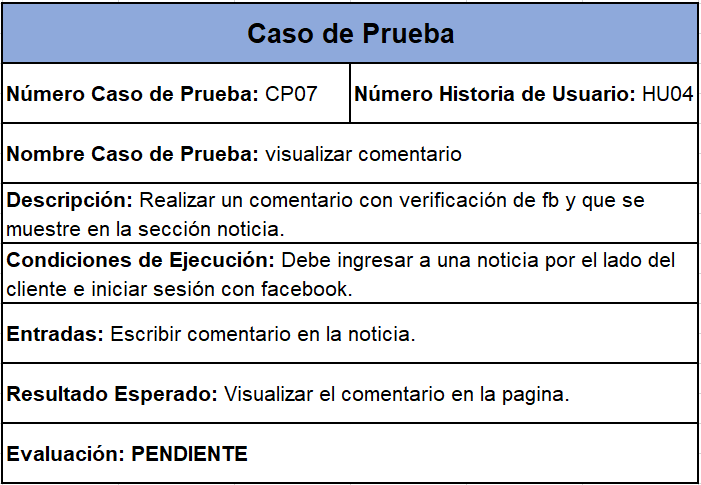 Caso de Prueba
Número Caso de Prueba: CP07
Número Historia de Usuario: HU04
Nombre Caso de Prueba: visualizar comentario
Descripción: Realizar un comentario con verificación de fb y que se
muestre en la sección noticia.
Condiciones de Ejecución: Debe ingresar a una noticia por el lado del
cliente e iniciar sesión con facebook.
Entradas: Escribir comentario en la noticia.
Resultado Esperado: Visualizar el comentario en la pagina.
Evaluación: PENDIENTE